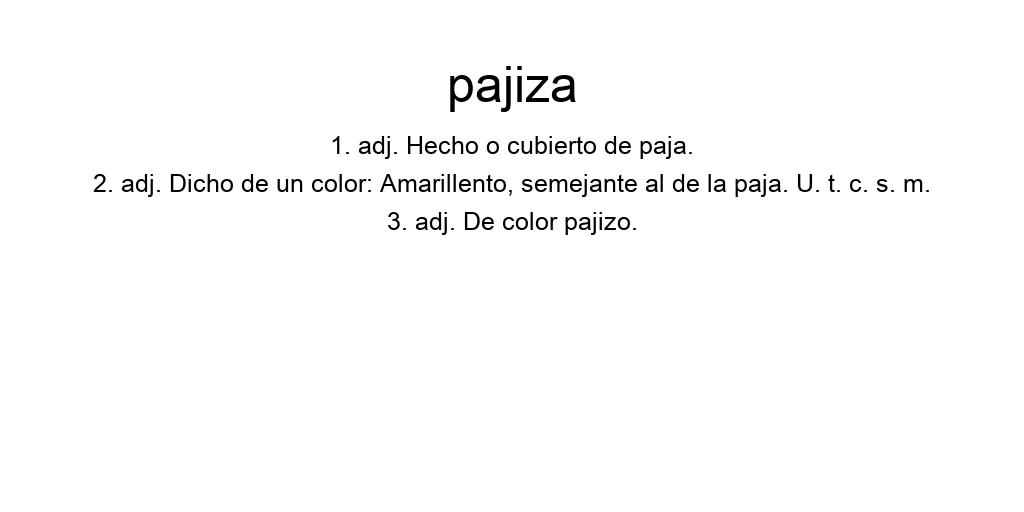 pajiza
1. adj. Hecho o cubierto de paja.
2. adj. Dicho de un color: Amarillento, semejante al de la paja. U. t. c. s. m.
3. adj. De color pajizo.